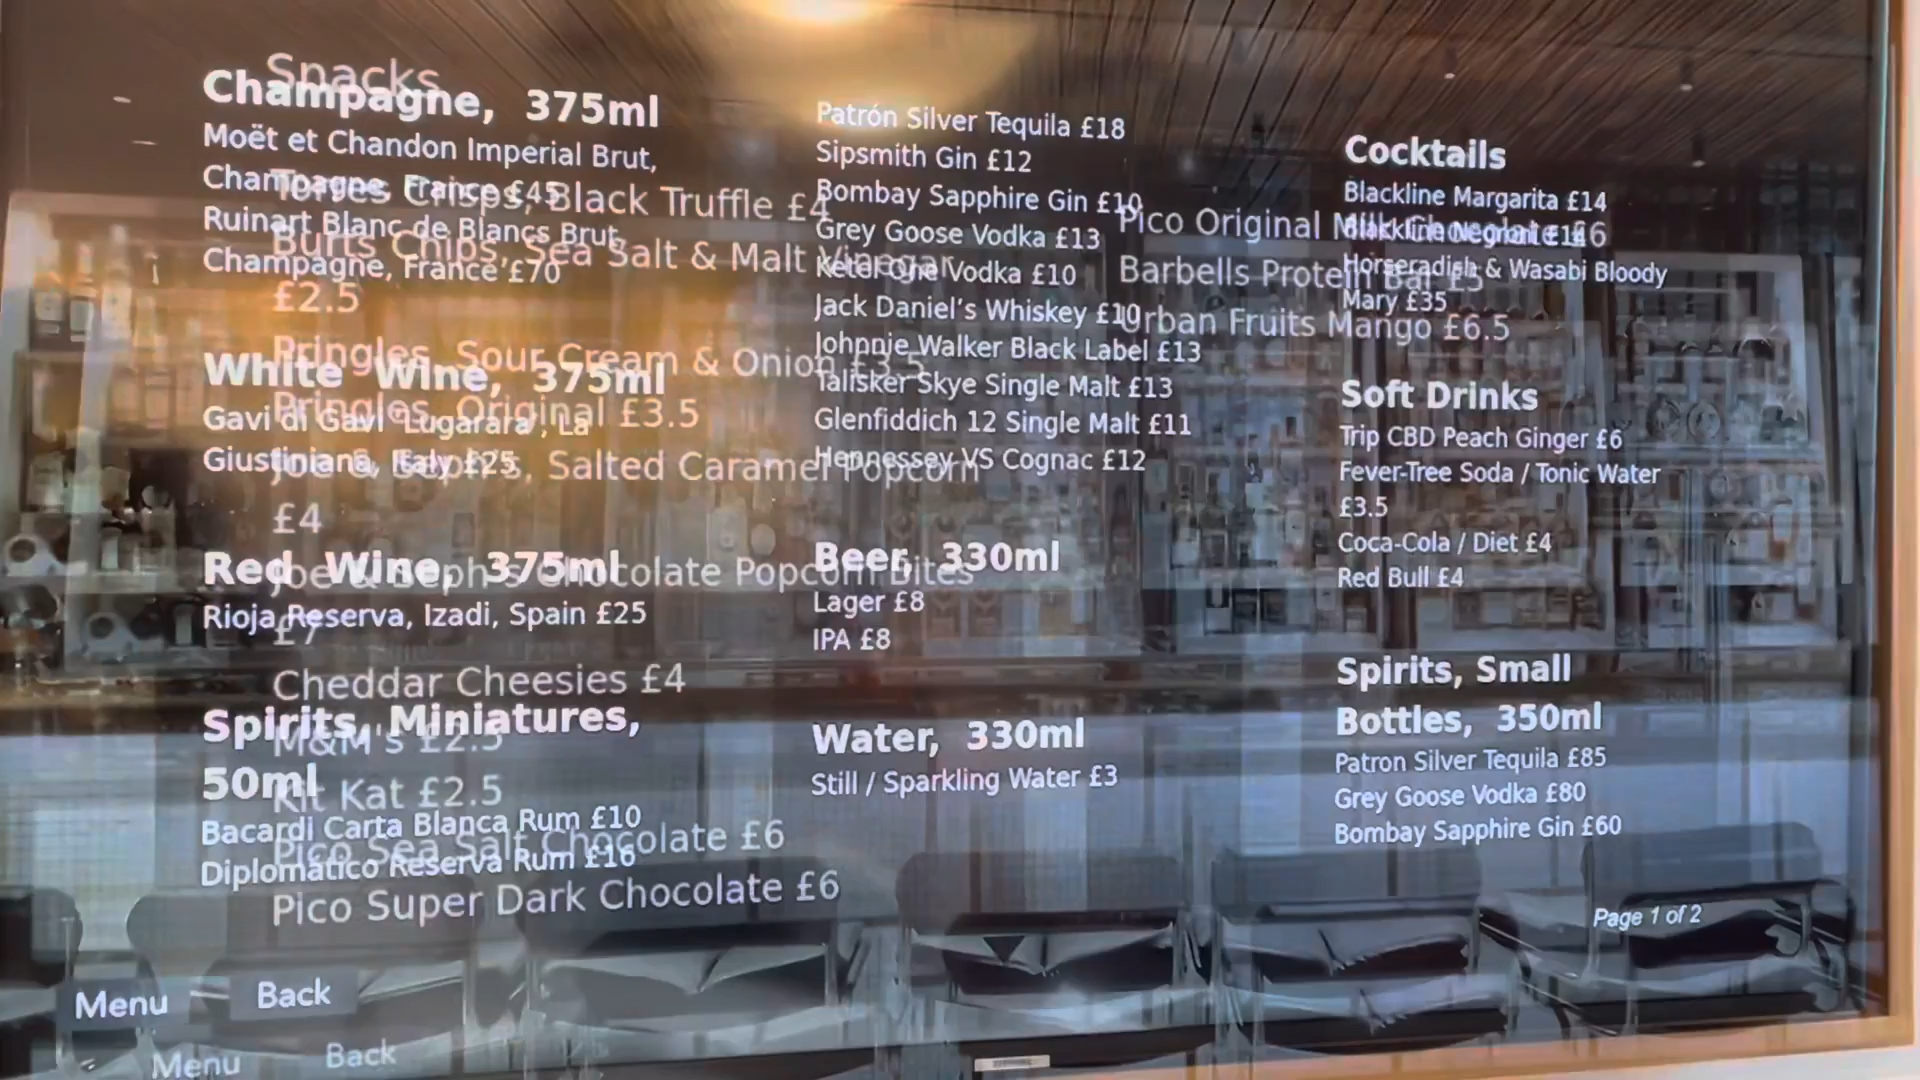 Champagne, 375ml
Moët et Chandon Imperial Brut,
Champagne, France £45
Ruinart Blanc de Blancs Brut,
Champagne, France £70
White Wine, 375ml
Gavi di Gavi "Lugarara", La
Giustiniana, Italy £25
Red Wine, 375ml
Rioja Reserva, Izadi, Spain £25
Spirits, Miniatures,
50ml
Bacardi Carta Blanca Rum £10
Diplomatico Reserva Rum £16
Patrón Silver Tequila £18
Sipsmith Gin £12
Bombay Sapphire Gin £10
Grey Goose Vodka £13
Ketel One Vodka £10
Jack Daniel's Whiskey £10
Johnnie Walker Black Label £13
Talisker Skye Single Malt £13
Glenfiddich 12 Single Malt £11
Hennessey VS Cognac £12
Beer, 330ml
Lager £8
IPA £8
Water, 330ml
Still / Sparkling Water £3
Cocktails
Blackline Margarita £14
Blackline Negroni £14
Horseradish & Wasabi Bloody
Mary £35
Soft Drinks
Trip CBD Peach Ginger £6
Fever-Tree Soda / Tonic Water
£3.5
Coca-Cola / Diet £4
Red Bull £4
Spirits, Small
Bottles, 350ml
Patron Silver Tequila £85
Grey Goose Vodka £80
Bombay Sapphire Gin £60
Page 1 of 2
Menu Back
Snacks
Torres Crisps, Black Truffle £4
Burts Chips, Sea Salt & Malt Vinegar
£2.5
Pringles, Sour Cream & Onion £3.5
Pringles, Original £3.5
Joe & Seph's, Salted Caramel Popcorn
£4
Joe & Seph's Chocolate Popcorn Bites
£7
Cheddar Cheesies £4
M&M's £2.5
Kit Kat £2.5
Pico Sea Salt Chocolate £6
Pico Super Dark Chocolate £6
Pico Original Milk Chocolate £6
Barbells Protein Bar £5
Urban Fruits Mango £6.5
Menu Back